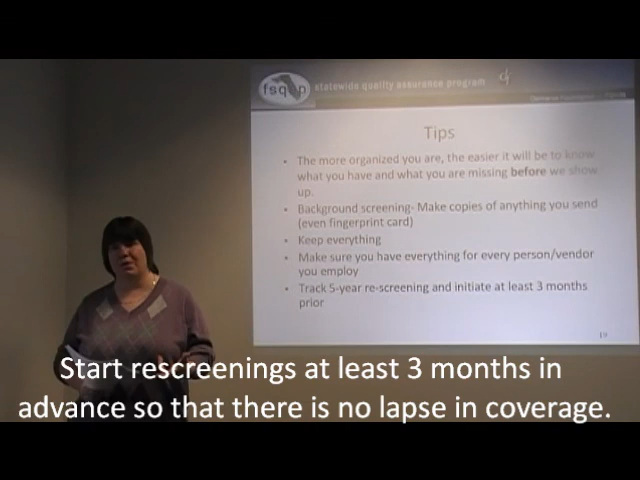 fsqap statewide quality assurance program
Tips
• The more organized you are, the easier it will be to know
what you have and what you are missing before we show
up.
• Background screening- Make copies of anything you send
(even fingerprint card)
• Keep everything
• Make sure you have everything for every person/vendor
you employ
• Track 5-year re-screening and initiate at least 3 months
prior
19
Start rescreenings at least 3 months in
advance so that there is no lapse in coverage.